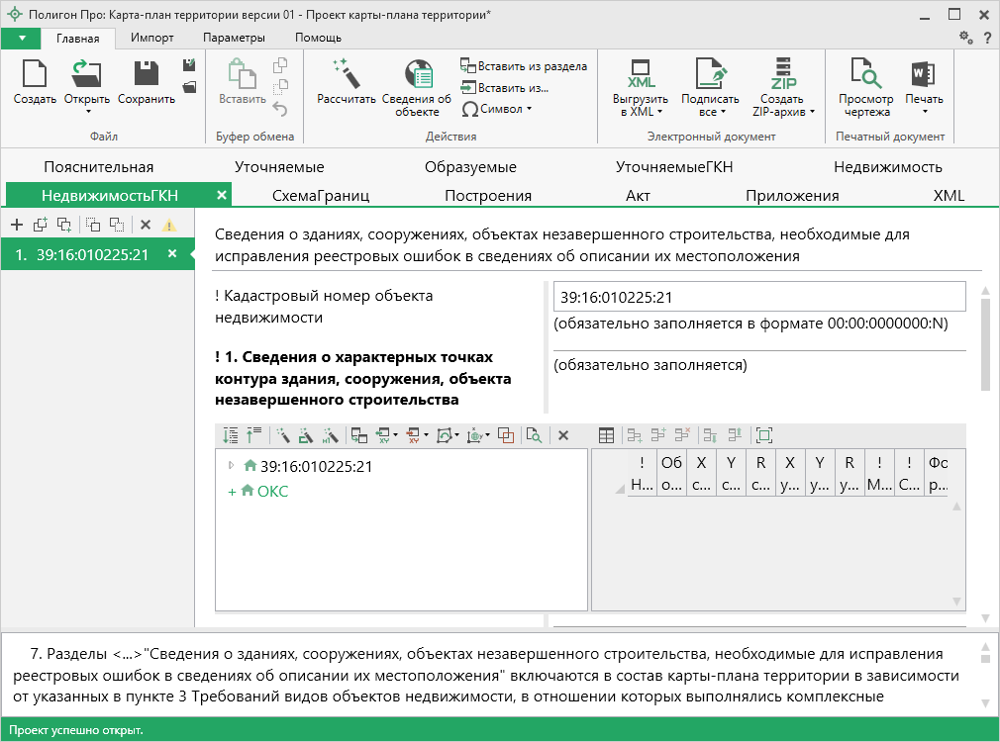 Полигон Про: Карта-план территории версии 01 - Проект карты-плана территории*
Главная Импорт Параметры Помощь
Создать Открыть Сохранить
Файл
Вставить
Буфер обмена
Рассчитать Сведения об объекте
Вставить из раздела
Вставить из...
Символ
Действия
XML
Выгрузить в XML
Подписать все
ZIP
Создать ZIP-архив
Электронный документ
Просмотр чертежа
W
Печать
Печатный документ
Пояснительная Уточняемые Образуемые УточняемыеГКН Недвижимость
НедвижимостьГКН СхемаГраниц Построения Акт Приложения XML
1. 39:16:010225:21
Сведения о зданиях, сооружениях, объектах незавершенного строительства, необходимые для
исправления реестровых ошибок в сведениях об описании их местоположения
! Кадастровый номер объекта
недвижимости
39:16:010225:21
(обязательно заполняется в формате 00:00:0000000:N)
! 1. Сведения о характерных точках
контура здания, сооружения, объекта
незавершенного строительства
(обязательно заполняется)
39:16:010225:21
+ ОКС
! Об X Y R X Y R ! ! Фо
Н... о... с... с... с... у... у... у... М... С... р...
7. Разделы <...>"Сведения о зданиях, сооружениях, объектах незавершенного строительства, необходимые для исправления
реестровых ошибок в сведениях об описании их местоположения" включаются в состав карты-плана территории в зависимости
от указанных в пункте 3 Требований видов объектов недвижимости, в отношении которых выполнялись комплексные
Проект успешно открыт.